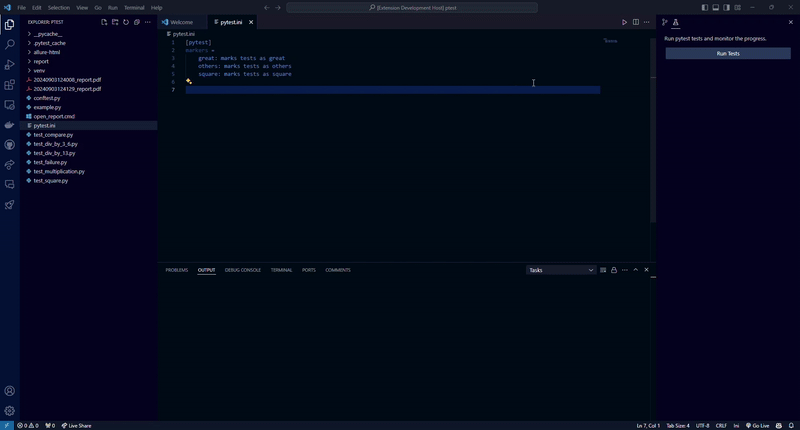 File Edit Selection View Go Run Terminal Help
[Extension Development Host] ptest
EXPLORER: PTEST
__pycache__
.pytest_cache
allure-html
report
venv
20240903124008_report.pdf
20240903124129_report.pdf
conftest.py
example.py
open_report.cmd
pytest.ini
test_compare.py
test_div_by_3_6.py
test_div_by_13.py
test_failure.py
test_multiplication.py
test_square.py
Welcome pytest.ini
pytest.ini
1 [pytest]
2 markers =
3 great: marks tests as great
4 others: marks tests as others
5 square: marks tests as square
6
7
PROBLEMS OUTPUT DEBUG CONSOLE TERMINAL PORTS COMMENTS
Tasks
Run pytest tests and monitor the progress.
Run Tests
0 0 0 Live Share
Ln 7, Col 1 Tab Size: 4 UTF-8 CRLF Ini Go Live